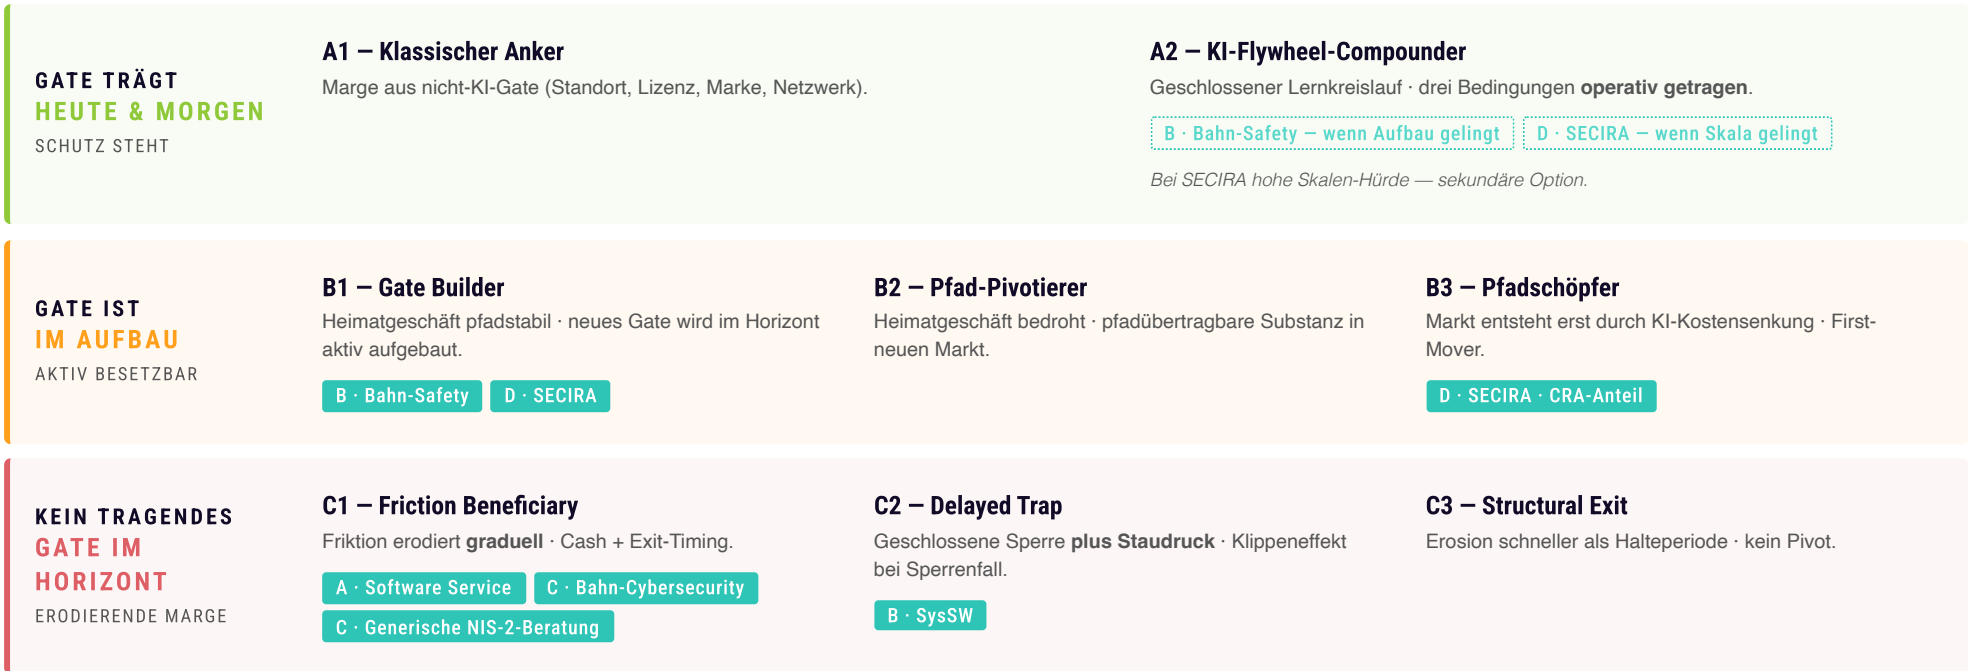 GATE TRÄGT
HEUTE & MORGEN
SCHUTZ STEHT
A1 — Klassischer Anker
Marge aus nicht-KI-Gate (Standort, Lizenz, Marke, Netzwerk).
A2 — KI-Flywheel-Compounder
Geschlossener Lernkreislauf · drei Bedingungen operativ getragen.
B · Bahn-Safety — wenn Aufbau gelingt
D · SECIRA — wenn Skala gelingt
Bei SECIRA hohe Skalen-Hürde — sekundäre Option.
GATE IST
IM AUFBAU
AKTIV BESETZBAR
B1 — Gate Builder
Heimatgeschäft pfadstabil · neues Gate wird im Horizont
aktiv aufgebaut.
B · Bahn-Safety
D · SECIRA
B2 — Pfad-Pivotierer
Heimatgeschäft bedroht · pfadübertragbare Substanz in
neuen Markt.
B3 — Pfadschöpfer
Markt entsteht erst durch KI-Kostensenkung · First-
Mover.
D · SECIRA · CRA-Anteil
KEIN TRAGENDES
GATE IM
HORIZONT
ERODIERENDE MARGE
C1 — Friction Beneficiary
Friktion erodiert graduell · Cash + Exit-Timing.
A · Software Service
C · Bahn-Cybersecurity
C · Generische NIS-2-Beratung
C2 — Delayed Trap
Geschlossene Sperre plus Staudruck · Klippeneffekt
bei Sperrenfall.
B · SysSW
C3 — Structural Exit
Erosion schneller als Halteperiode · kein Pivot.